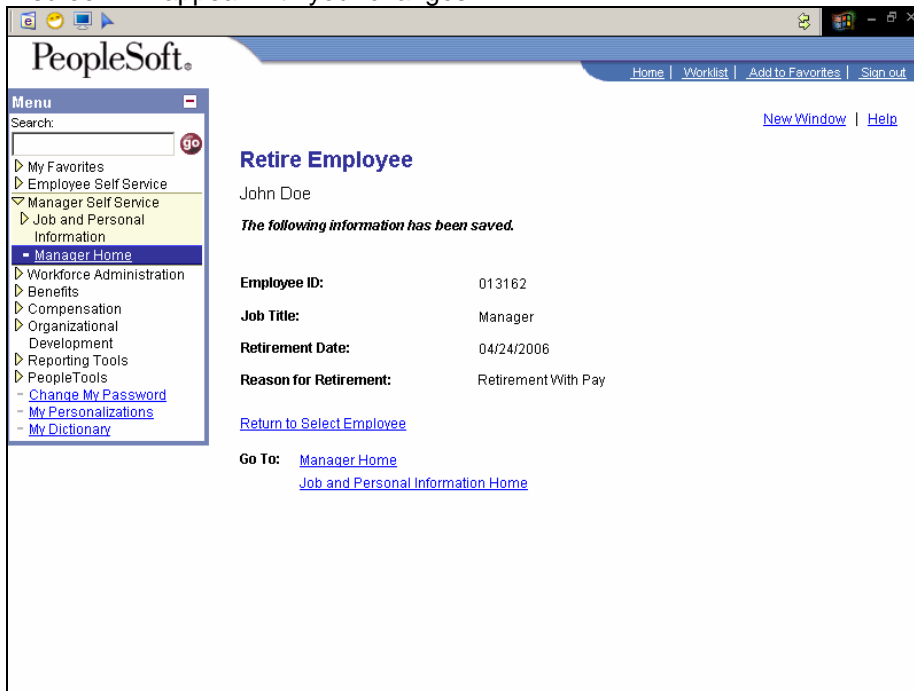 PeopleSoft®
Home | Worklist | Add to Favorites | Sign out
New Window | Help
Menu
Search:
go
My Favorites
Employee Self Service
Manager Self Service
Job and Personal
Information
- Manager Home
Workforce Administration
Benefits
Compensation
Organizational
Development
Reporting Tools
PeopleTools
- Change My Password
- My Personalizations
- My Dictionary
Retire Employee
John Doe
The following information has been saved.
Employee ID: 013162
Job Title: Manager
Retirement Date: 04/24/2006
Reason for Retirement: Retirement With Pay
Return to Select Employee
Go To: Manager Home
Job and Personal Information Home